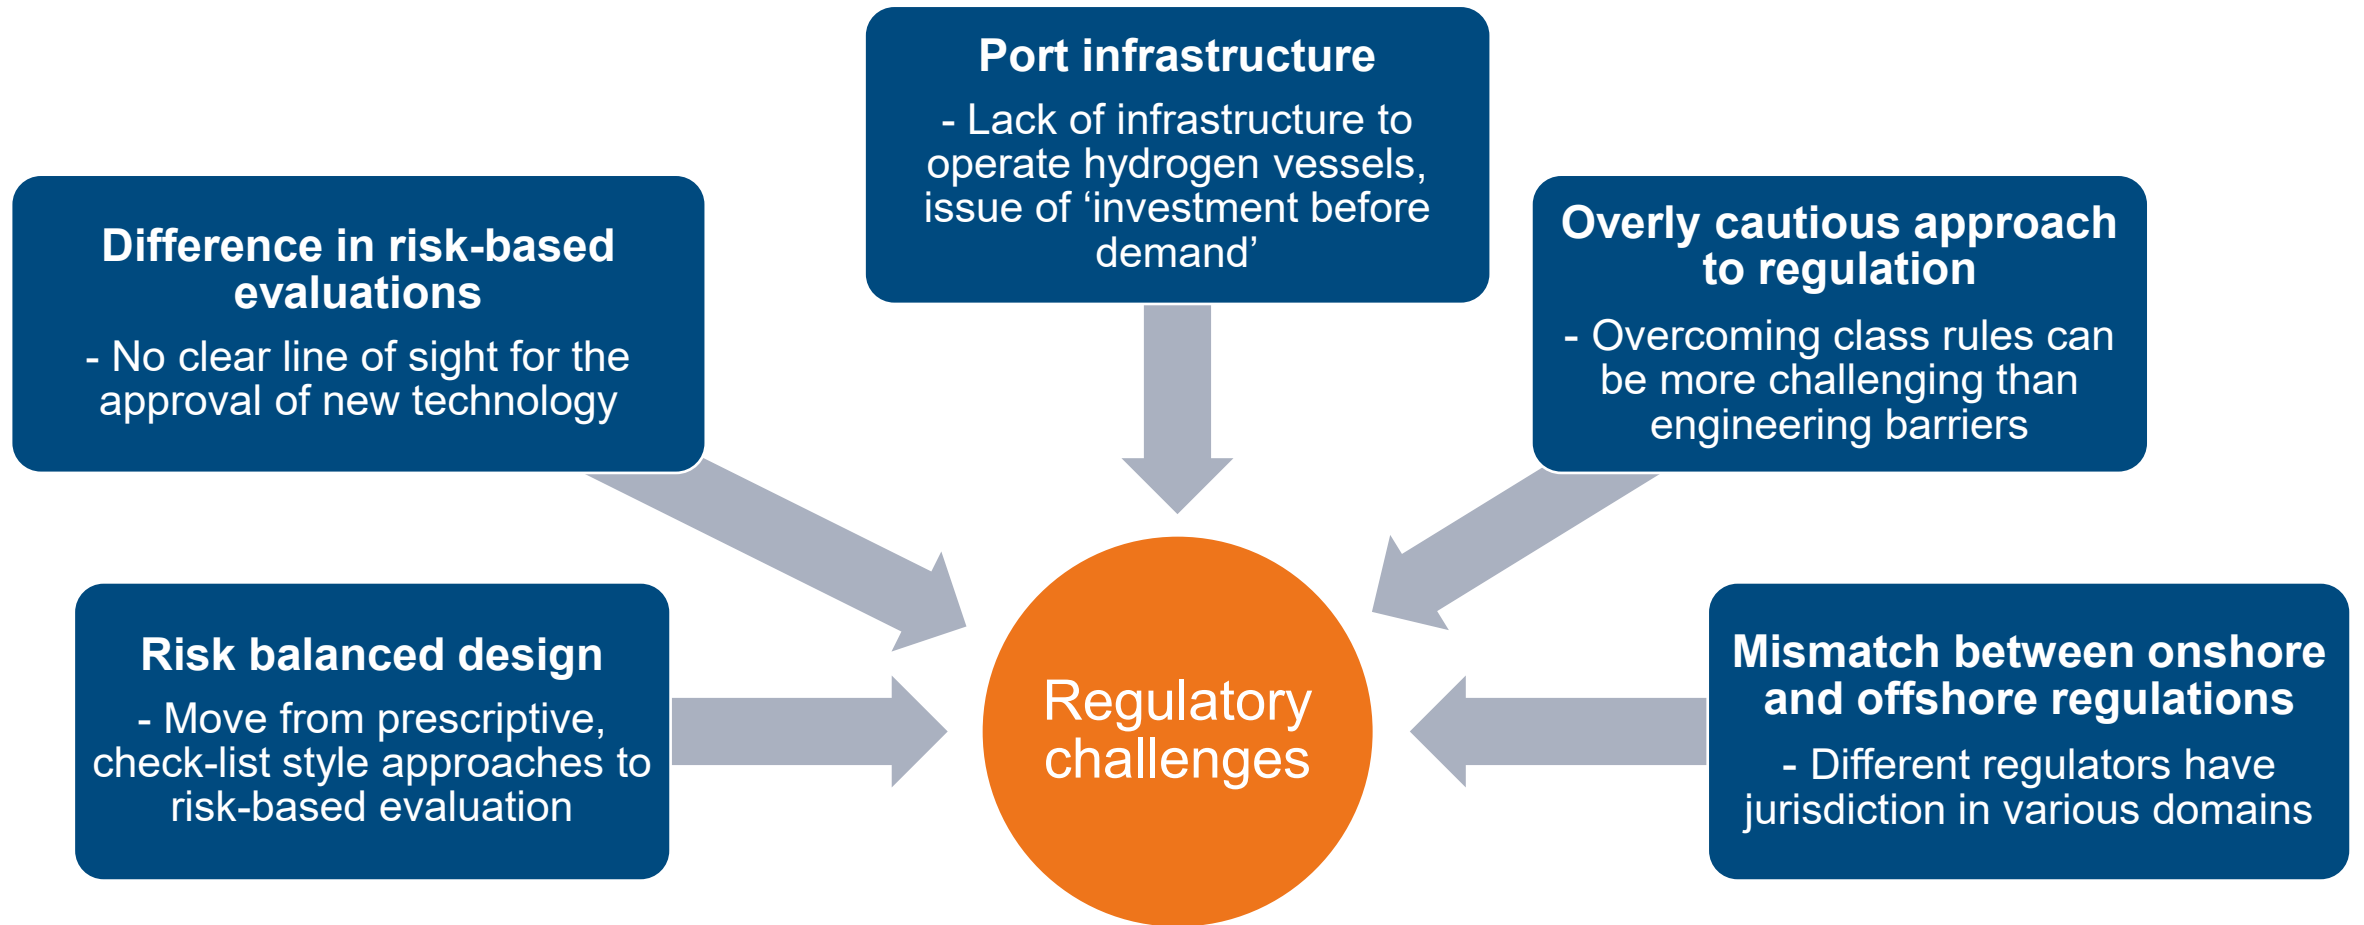 Port infrastructure
- Lack of infrastructure to
operate hydrogen vessels,
issue of ‘investment before
demand’
Difference in risk-based
evaluations
- No clear line of sight for the
approval of new technology
Overly cautious approach
to regulation
- Overcoming class rules can
be more challenging than
engineering barriers
Risk balanced design
- Move from prescriptive,
check-list style approaches to
risk-based evaluation
Regulatory
challenges
Mismatch between onshore
and offshore regulations
- Different regulators have
jurisdiction in various domains